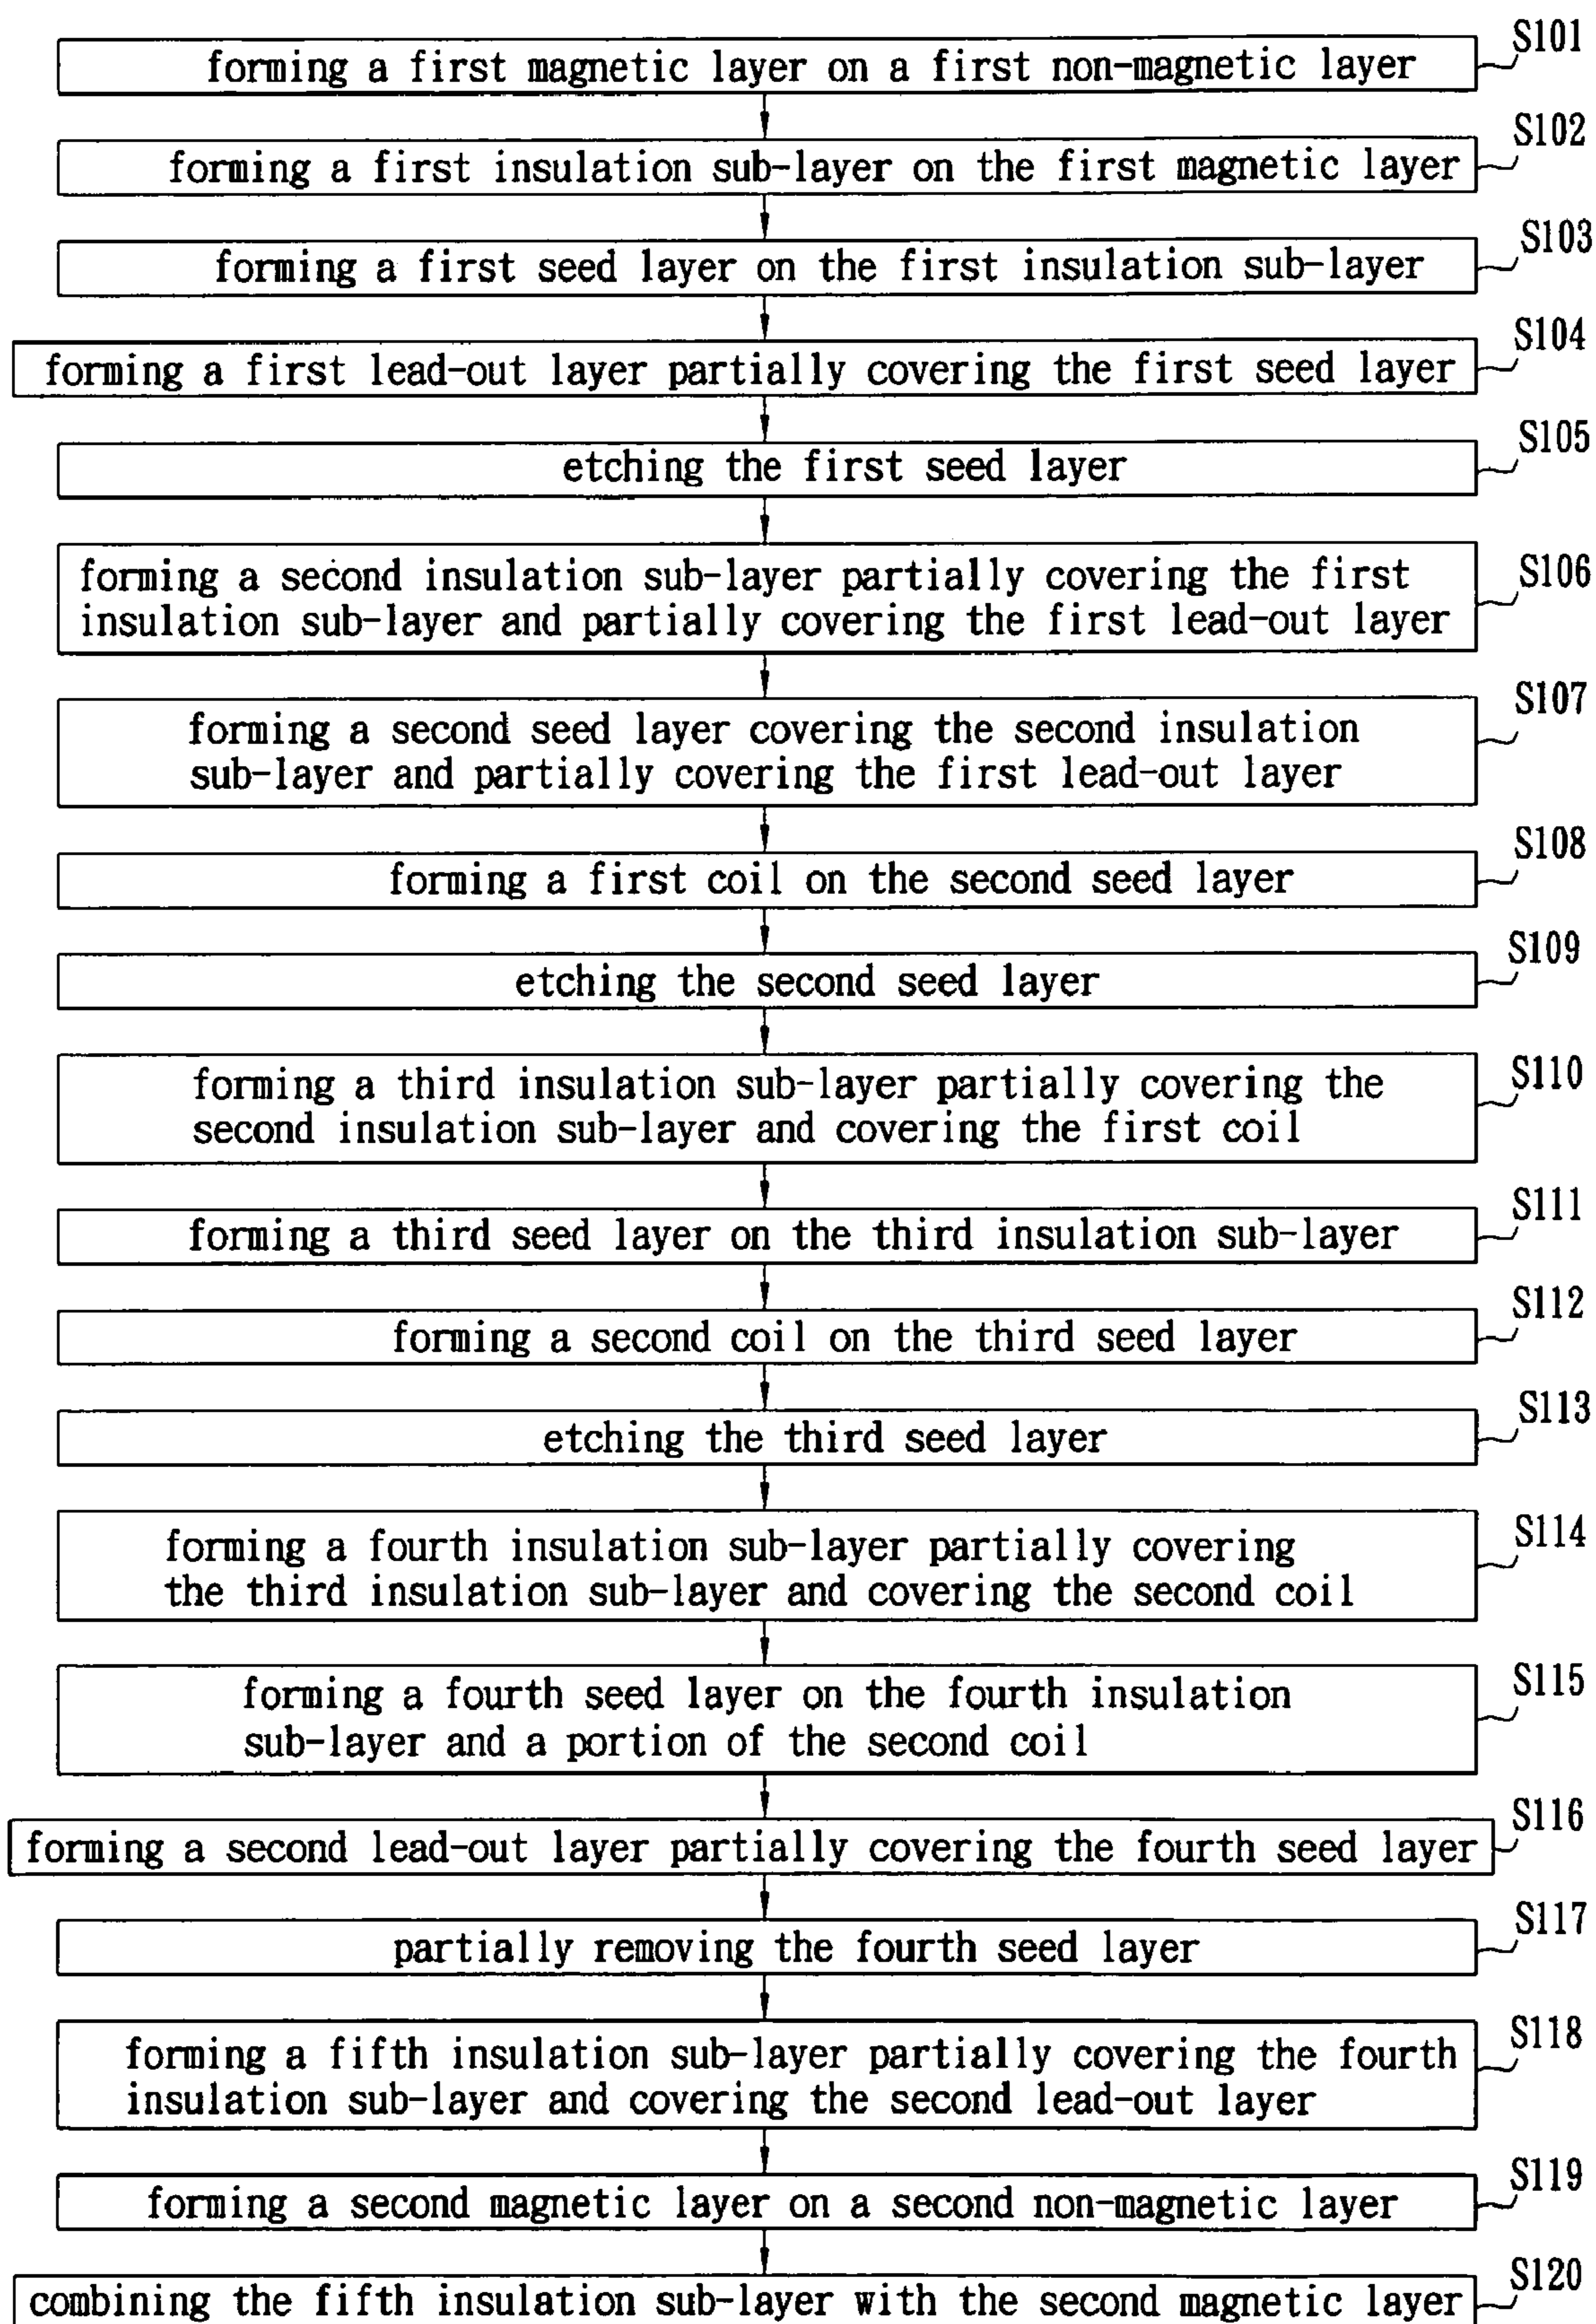 S101
forming a first magnetic layer on a first non-magnetic layer
S102
forming a first insulation sub-layer on the first magnetic layer
S103
forming a first seed layer on the first insulation sub-layer
S104
forming a first lead-out layer partially covering the first seed layer
S105
etching the first seed layer
S106
forming a second insulation sub-layer partially covering the first
insulation sub-layer and partially covering the first lead-out layer
S107
forming a second seed layer covering the second insulation
sub-layer and partially covering the first lead-out layer
S108
forming a first coil on the second seed layer
S109
etching the second seed layer
S110
forming a third insulation sub-layer partially covering the
second insulation sub-layer and covering the first coil
S111
forming a third seed layer on the third insulation sub-layer
S112
forming a second coil on the third seed layer
S113
etching the third seed layer
S114
forming a fourth insulation sub-layer partially covering
the third insulation sub-layer and covering the second coil
S115
forming a fourth seed layer on the fourth insulation
sub-layer and a portion of the second coil
S116
forming a second lead-out layer partially covering the fourth seed layer
S117
partially removing the fourth seed layer
S118
forming a fifth insulation sub-layer partially covering the fourth
insulation sub-layer and covering the second lead-out layer
S119
forming a second magnetic layer on a second non-magnetic layer
S120
combining the fifth insulation sub-layer with the second magnetic layer